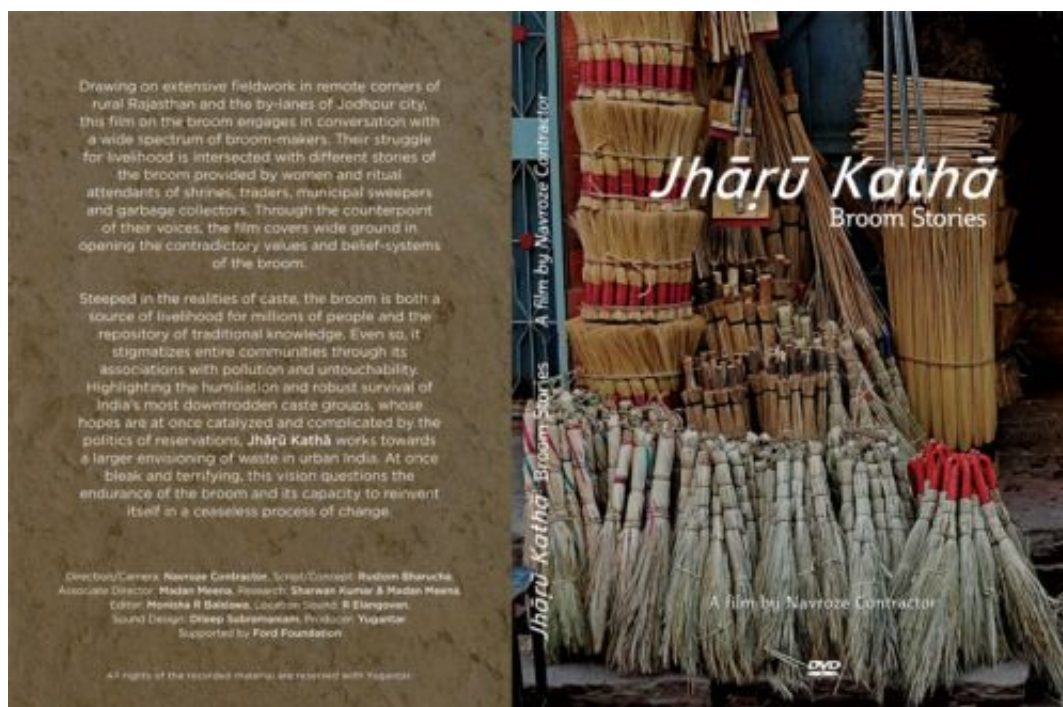 Drawing on extensive fieldwork in remote corners of
rural Rajasthan and the by-lanes of Jodhpur city,
this film on the broom engages in conversation with
a wide spectrum of broom-makers. Their struggle
for livelihood is intersected with different stories of
the broom provided by women and ritual
attendants of shrines, traders, municipal sweepers
and garbage collectors. Through the counterpoint
of their voices, the film covers wide ground in
opening the contradictory values and belief-systems
of the broom.
Steeped in the realities of caste, the broom is both a
source of livelihood for millions of people and the
repository of traditional knowledge. Even so, it
stigmatizes entire communities through its
associations with pollution and untouchability.
Highlighting the humiliation and robust survival of
India's most downtrodden caste groups, whose
hopes are at once catalyzed and complicated by the
politics of reservations, Jhāṛū Kathā works towards
a larger envisioning of waste in urban India. At once
bleak and terrifying, this vision questions the
endurance of the broom and its capacity to reinvent
itself in a ceaseless process of change.
Direction/Camera: Navroze Contractor, Script/Concept: Rustom Bharucha,
Associate Director: Madan Meena, Research: Sharwan Kumar & Madan Meena,
Editor: Monisha R Baldawa, Location Sound: R Elangovan,
Sound Design: Dileep Subramaniam, Producer: Yugantar
Supported by Ford Foundation
All rights of the recorded material are reserved with Yugantar.
Jhāṛū Kathā Broom Stories A film by Navroze Contractor
Jhāṛū Kathā
Broom Stories
A film by Navroze Contractor
DVD